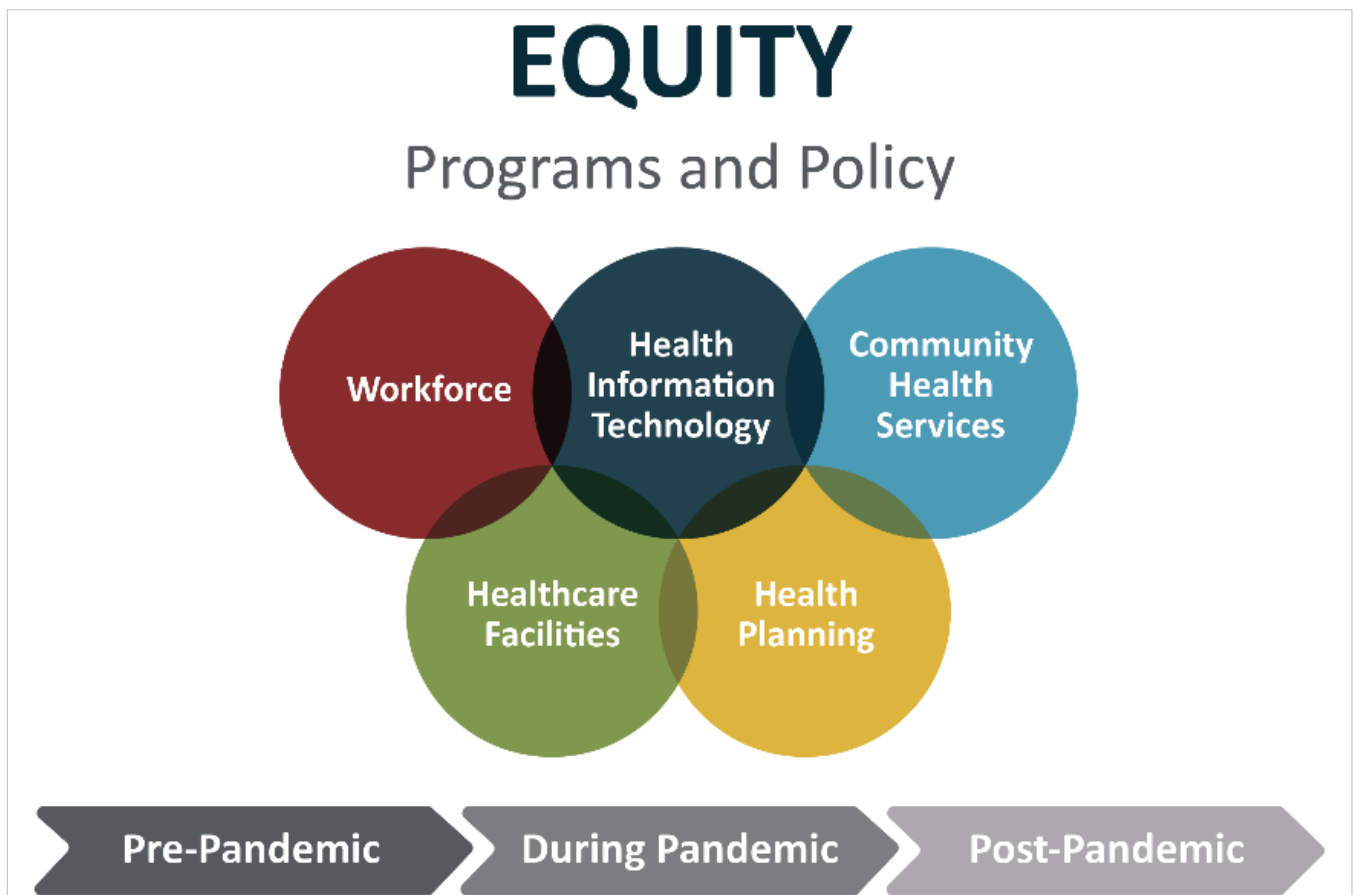 EQUITY
Programs and Policy
Workforce
Health
Information
Technology
Community
Health
Services
Healthcare
Facilities
Health
Planning
Pre-Pandemic
During Pandemic
Post-Pandemic